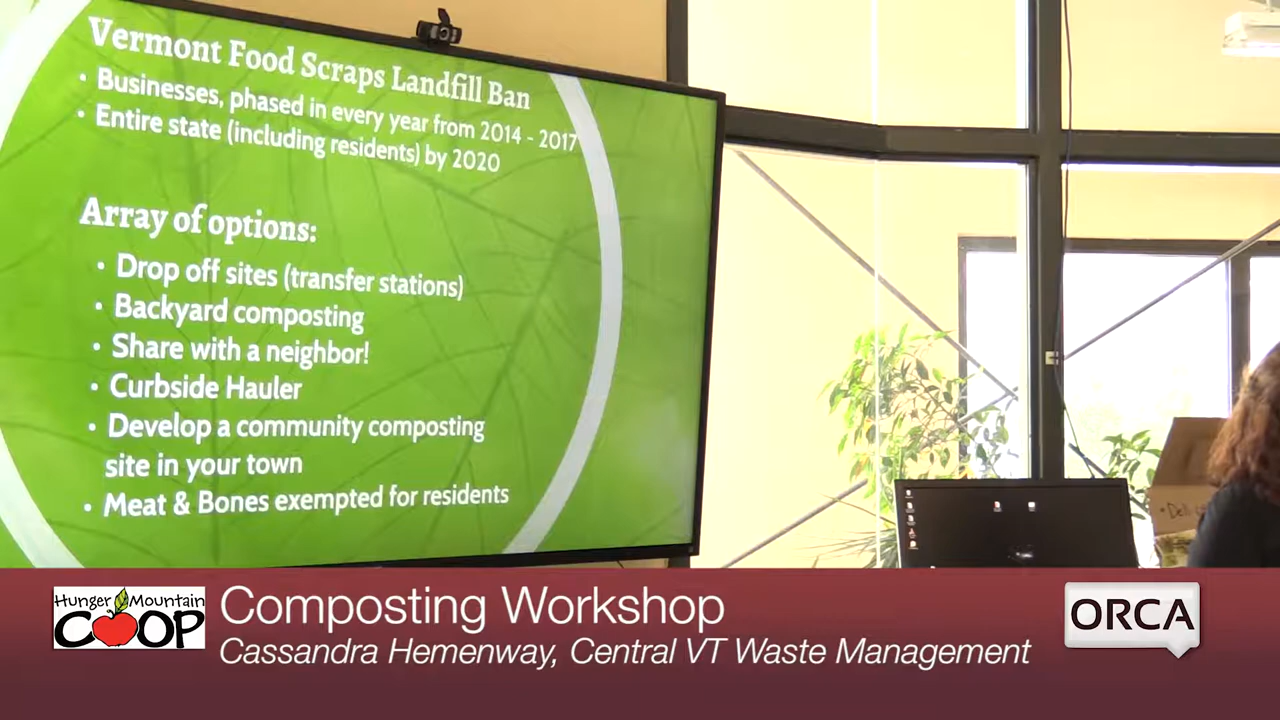 Vermont Food Scraps Landfill Ban
• Businesses, phased in every year from 2014 - 2017
• Entire state (including residents) by 2020
Array of options:
• Drop off sites (transfer stations)
• Backyard composting
• Share with a neighbor!
• Curbside Hauler
• Develop a community composting
site in your town
• Meat & Bones exempted for residents
Hunger Mountain
COOP
Composting Workshop
Cassandra Hemenway, Central VT Waste Management
ORCA